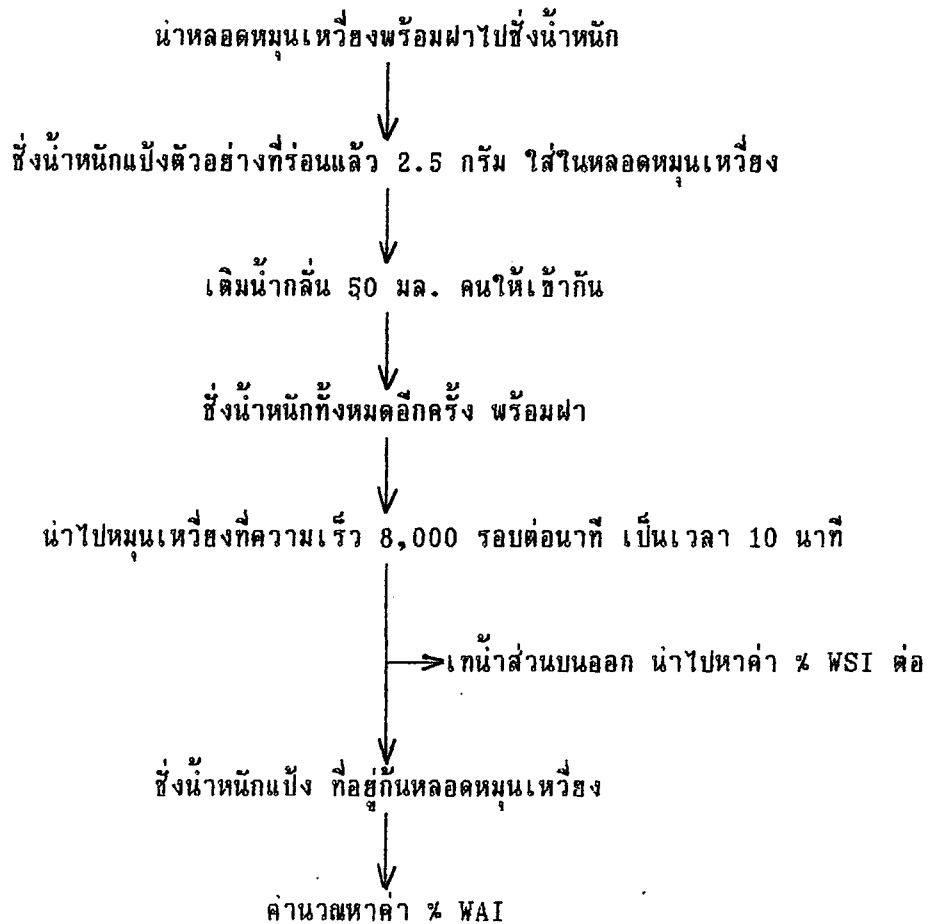 นำหลอดหมุนเหวี่ยงพร้อมฝาไปชั่งน้ำหนัก
ชั่งน้ำหนักแป้งตัวอย่างที่ร่อนแล้ว 2.5 กรัม ใส่ในหลอดหมุนเหวี่ยง
เติมน้ำกลั่น 50 มล. คนให้เข้ากัน
ชั่งน้ำหนักทั้งหมดอีกครั้ง พร้อมฝา
นำไปหมุนเหวี่ยงที่ความเร็ว 8,000 รอบต่อนาที เป็นเวลา 10 นาที
เทน้ำส่วนบนออก นำไปหาค่า % WSI ต่อ
ชั่งน้ำหนักแป้ง ที่อยู่ก้นหลอดหมุนเหวี่ยง
คำนวณหาค่า % WAI